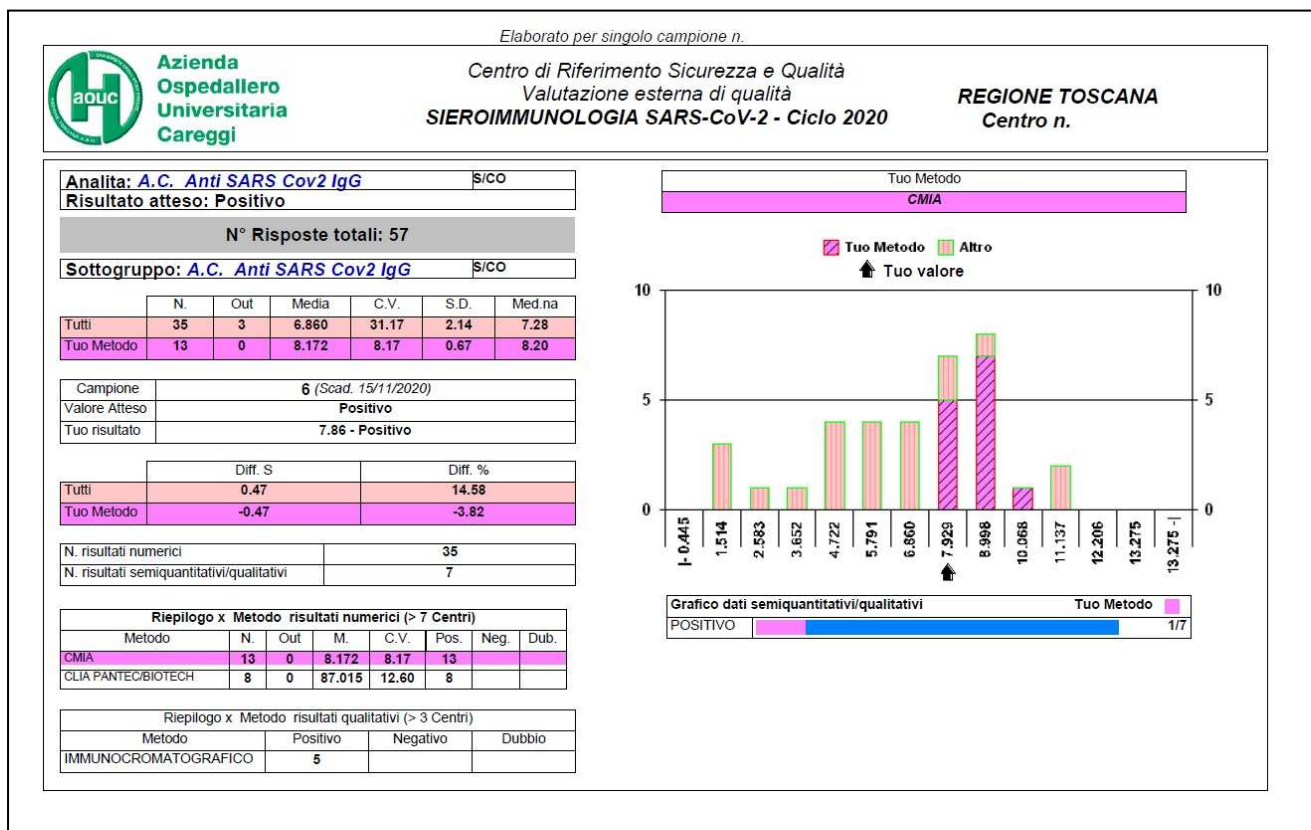 Elaborato per singolo campione n.
aouc
Azienda
Ospedallero
Universitaria
Careggi
Centro di Riferimento Sicurezza e Qualità
Valutazione esterna di qualità
SIEROIMMUNOLOGIA SARS-CoV-2 - Ciclo 2020
REGIONE TOSCANA
Centro n.
Analita: A.C. Anti SARS Cov2 IgG S/CO
Risultato atteso: Positivo
N° Risposte totali: 57
Sottogruppo: A.C. Anti SARS Cov2 IgG S/CO
N. Out Media C.V. S.D. Med.na
Tutti 35 3 6.860 31.17 2.14 7.28
Tuo Metodo 13 0 8.172 8.17 0.67 8.20
Campione 6 (Scad. 15/11/2020)
Valore Atteso Positivo
Tuo risultato 7.86 - Positivo
Diff. S Diff. %
Tutti 0.47 14.58
Tuo Metodo -0.47 -3.82
N. risultati numerici 35
N. risultati semiquantitativi/qualitativi 7
Riepilogo x Metodo risultati numerici (> 7 Centri)
Metodo N. Out M. C.V. Pos. Neg. Dub.
CMIA 13 0 8.172 8.17 13
CLIA PANTEC/BIOTECH 8 0 87.015 12.60 8
Riepilogo x Metodo risultati qualitativi (> 3 Centri)
Metodo Positivo Negativo Dubbio
IMMUNOCROMATOGRAFICO 5
Tuo Metodo
CMIA
Tuo Metodo Altro
Tuo valore
10 10
5 5
0 0
|- 0.445 1.514 2.583 3.652 4.722 5.791 6.860 7.929 8.998 10.068 11.137 12.206 13.275 13.275 -|
Grafico dati semiquantitativi/qualitativi Tuo Metodo
POSITIVO 1/7